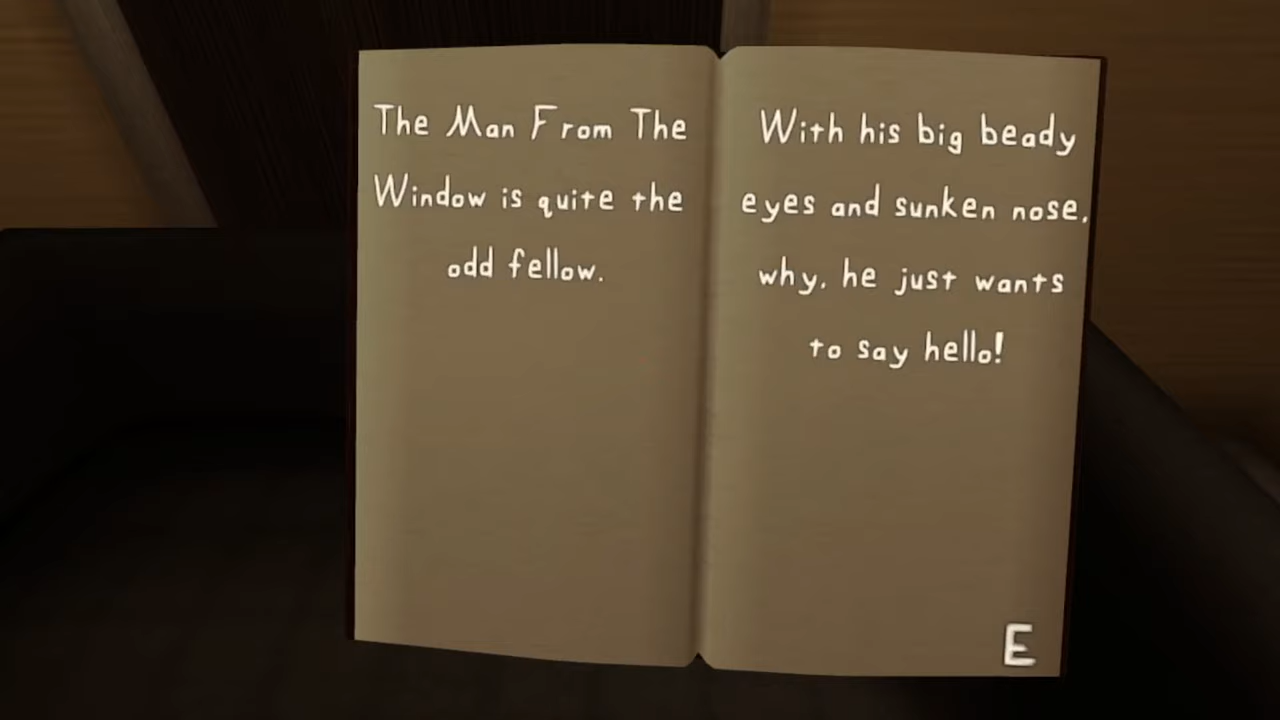 The Man From The
Window is quite the
odd fellow.
With his big beady
eyes and sunken nose,
why, he just wants
to say hello!
E